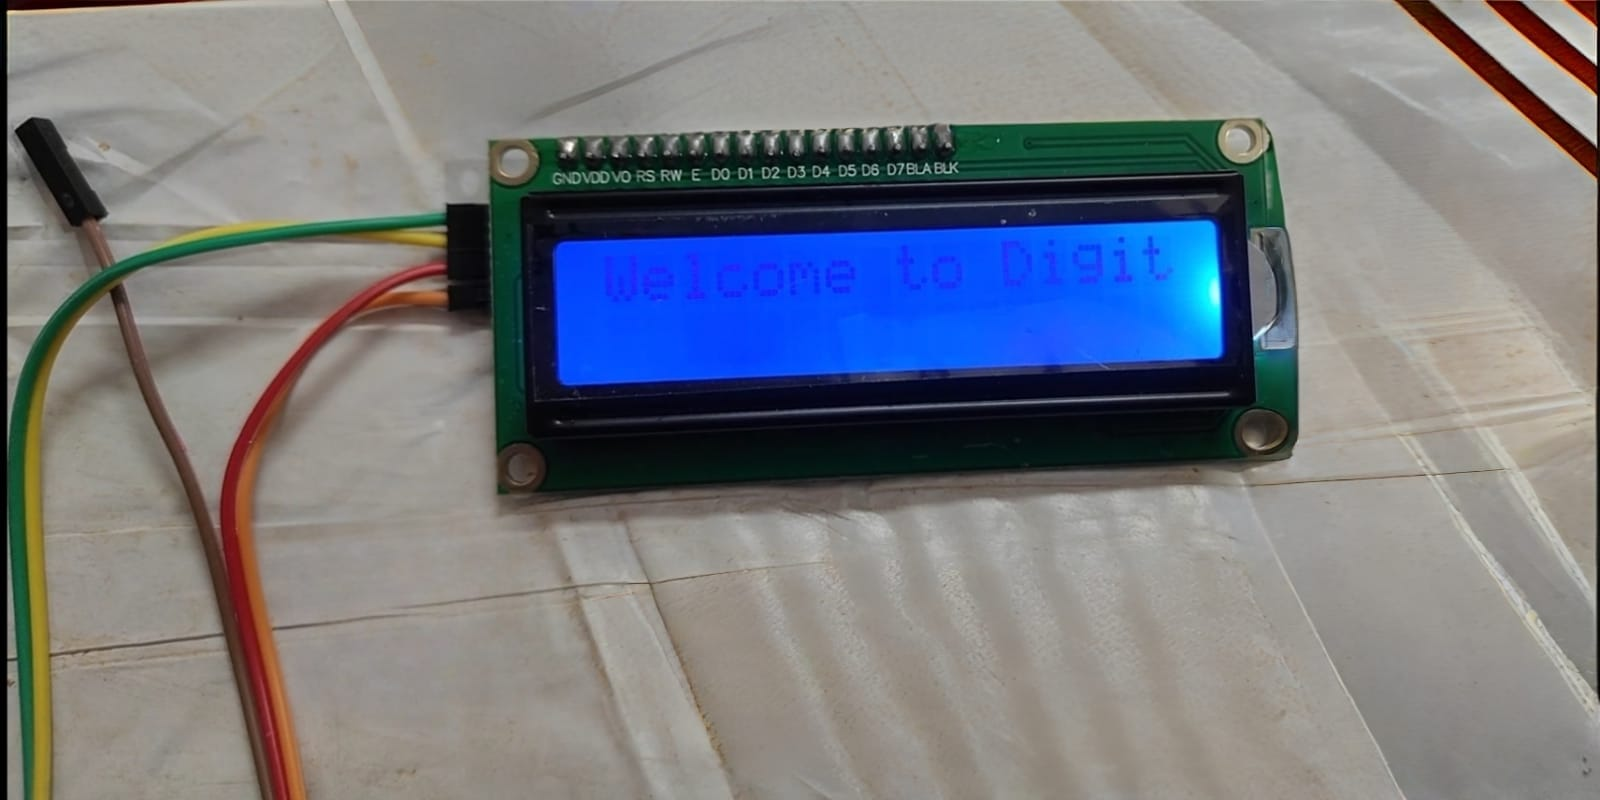 GND VDD VO RS RW E D0 D1 D2 D3 D4 D5 D6 D7 BLA BLK
Welcome to Digit